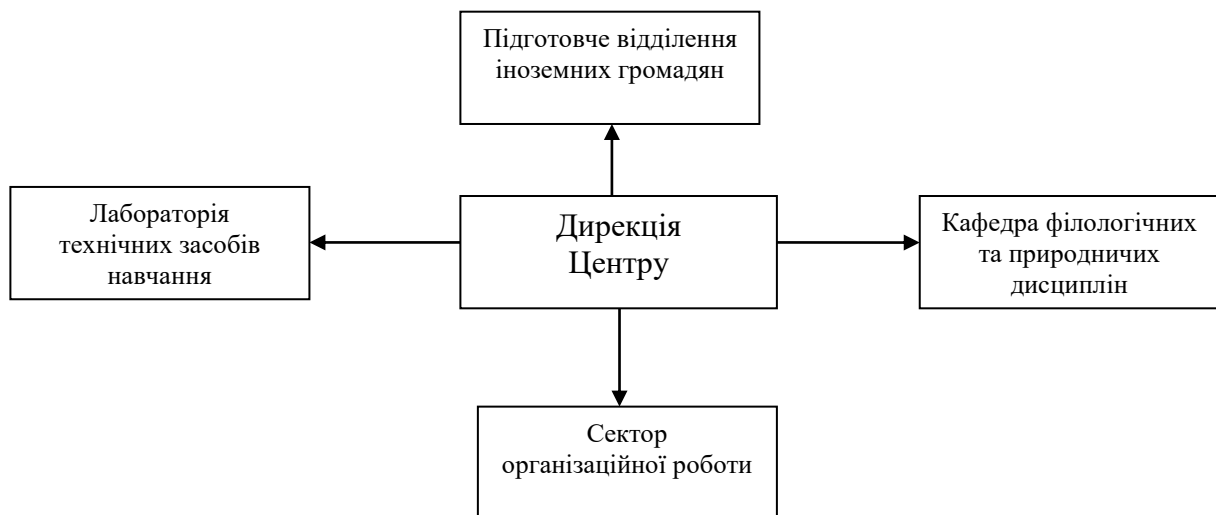 Підготовче відділення
іноземних громадян
Лабораторія
технічних засобів
навчання
Дирекція
Центру
Кафедра філологічних
та природничих
дисциплін
Сектор
організаційної роботи